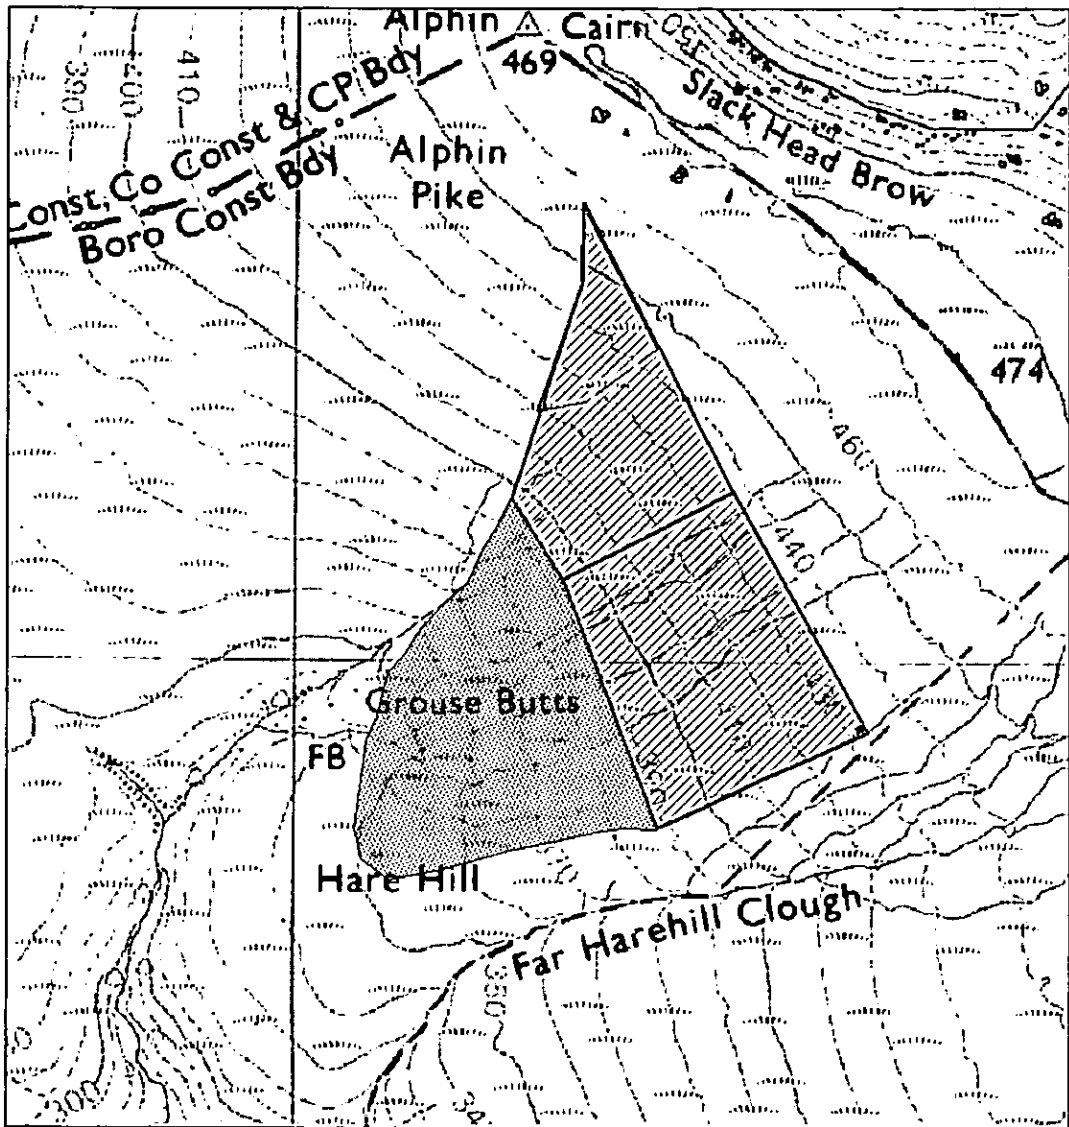 Alphin Cairn
469
350
390
400
410
Const, Co Const & CP Bdy
Boro Const Bdy
Alphin
Pike
Slack Head Brow
474
460
440
Grouse Butts
FB
Hare Hill
Far Harehill Clough
350
300